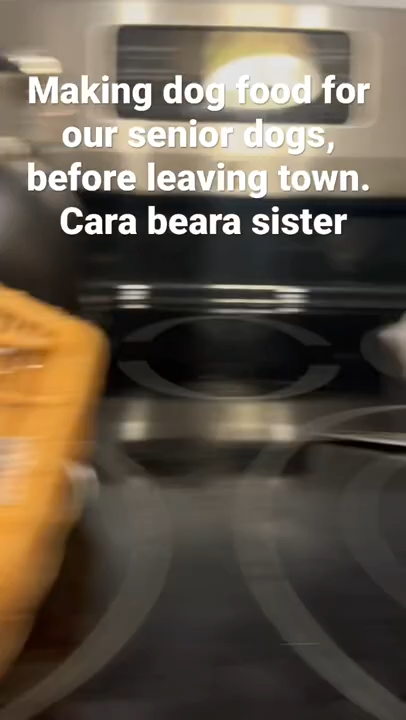 Making dog food for
our senior dogs,
before leaving town.
Cara beara sister